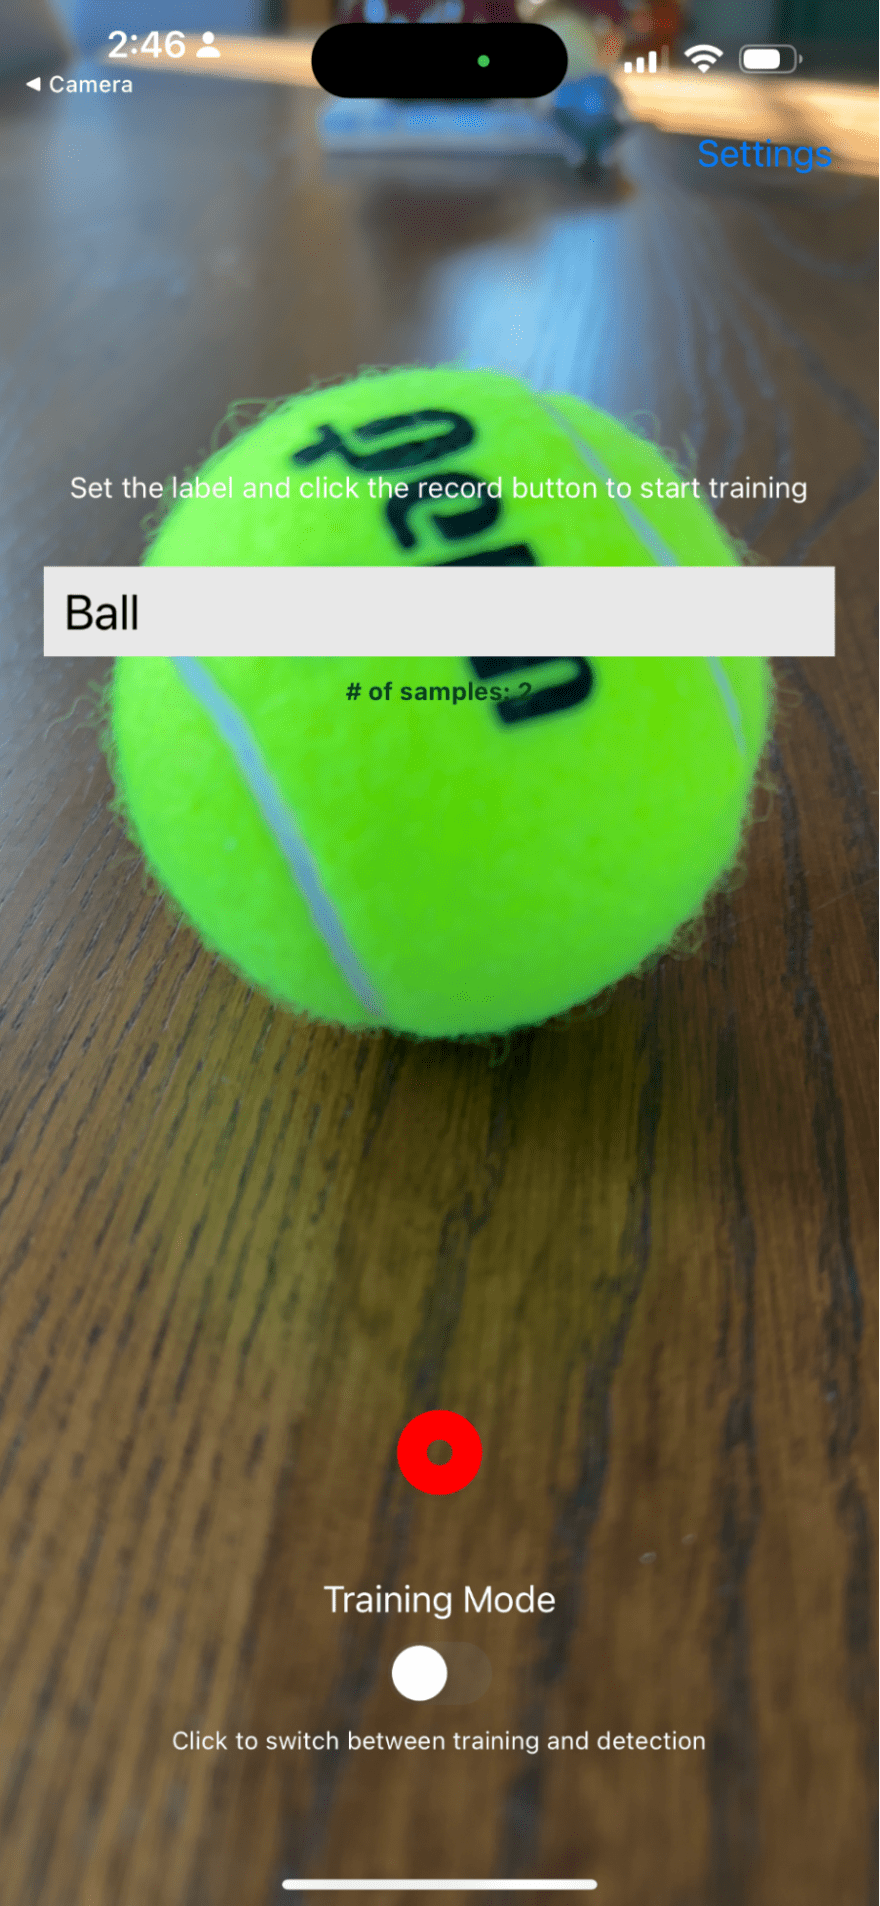 2:46
◀ Camera
Settings
Set the label and click the record button to start training
Penn
Ball
# of samples: 2
Training Mode
Click to switch between training and detection